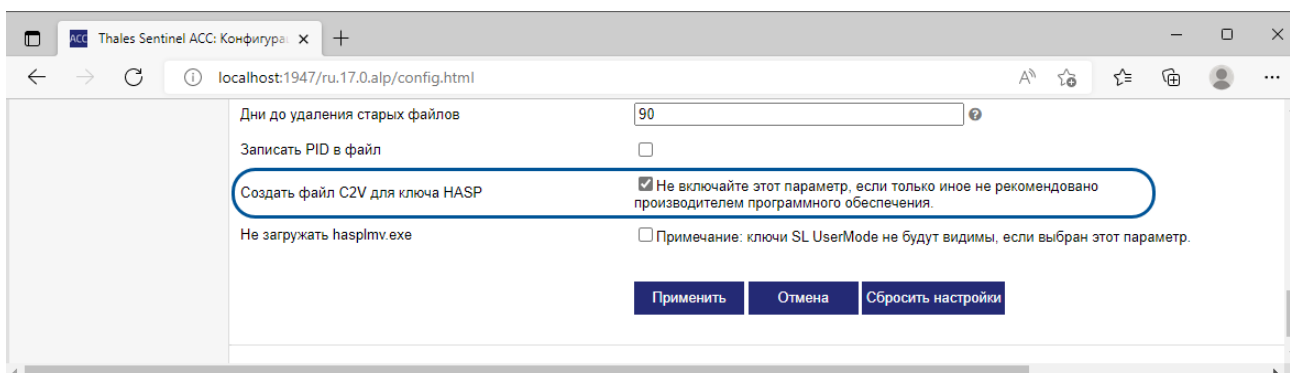 ACC Thales Sentinel ACC: Конфигура
localhost:1947/ru.17.0.alp/config.html
Дни до удаления старых файлов 90
Записать PID в файл
Создать файл C2V для ключа HASP Не включайте этот параметр, если только иное не рекомендовано
производителем программного обеспечения.
Не загружать hasplmv.exe Примечание: ключи SL UserMode не будут видимы, если выбран этот параметр.
Применить Отмена Сбросить настройки